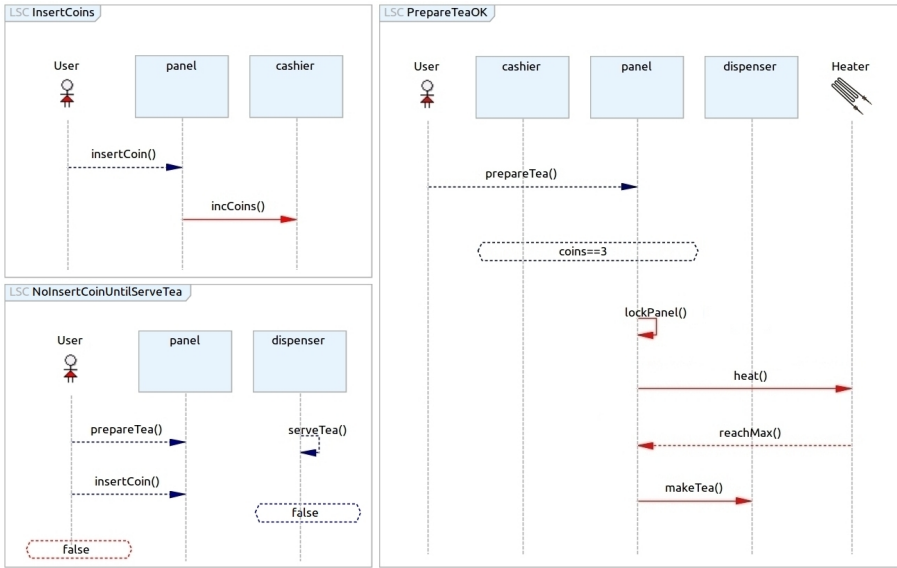 LSC InsertCoins
User
panel
cashier
insertCoin()
incCoins()
LSC NoInsertCoinUntilServeTea
User
panel
dispenser
prepareTea()
serveTea()
insertCoin()
false
false
LSC PrepareTeaOK
User
cashier
panel
dispenser
Heater
prepareTea()
coins==3
lockPanel()
heat()
reachMax()
makeTea()